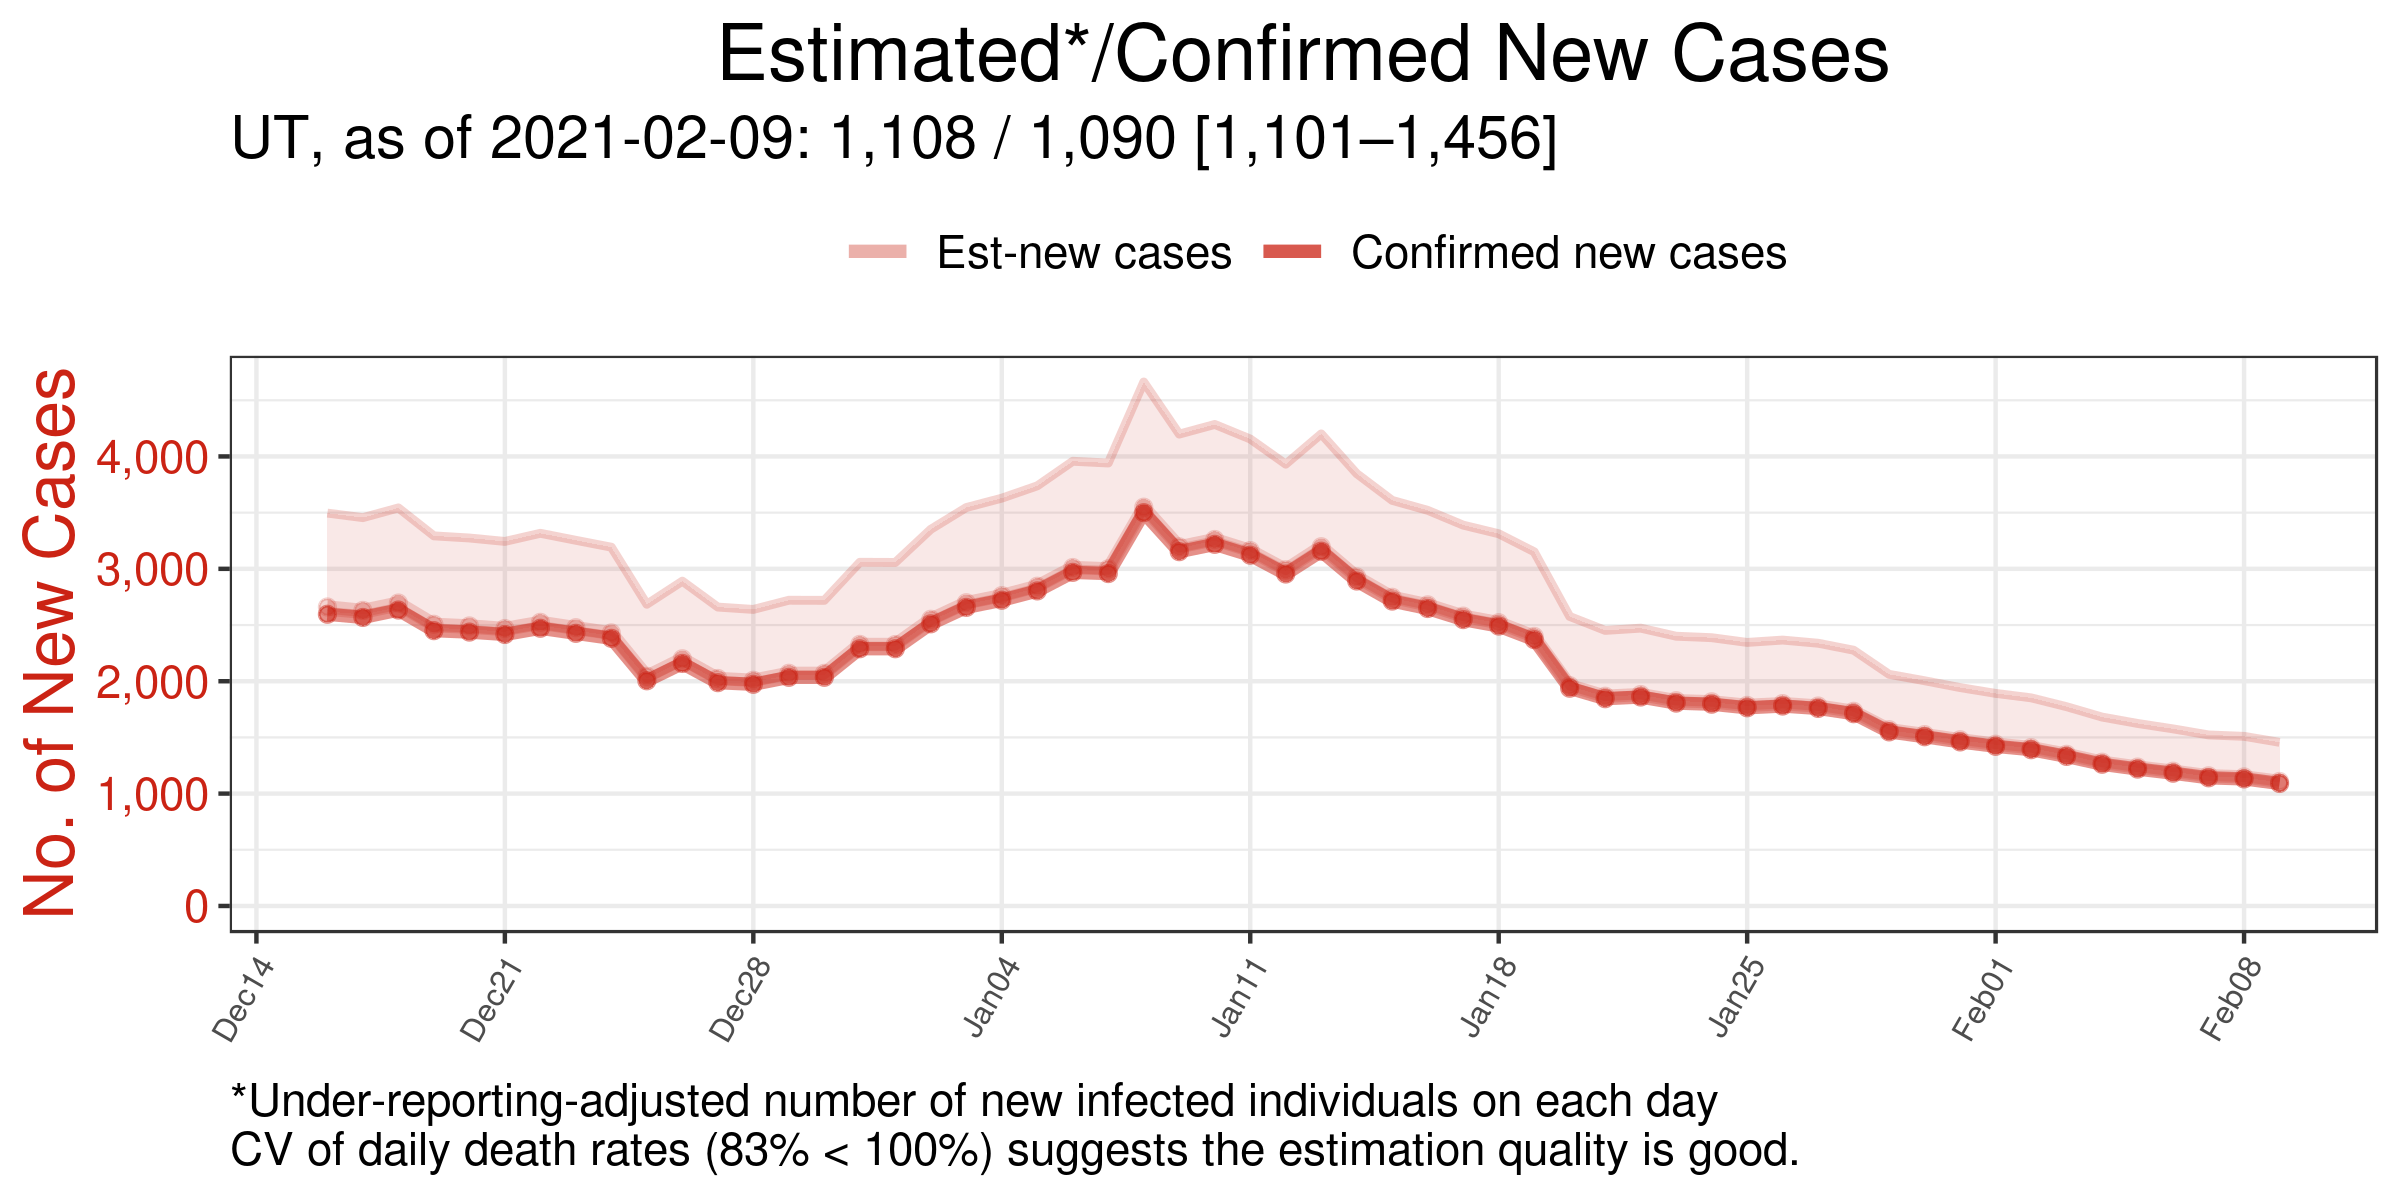 Estimated*/Confirmed New Cases
UT, as of 2021-02-09: 1,108 / 1,090 [1,101–1,456]
Est-new cases Confirmed new cases
No. of New Cases
4,000
3,000
2,000
1,000
0
Dec14 Dec21 Dec28 Jan04 Jan11 Jan18 Jan25 Feb01 Feb08
*Under-reporting-adjusted number of new infected individuals on each day
CV of daily death rates (83% < 100%) suggests the estimation quality is good.